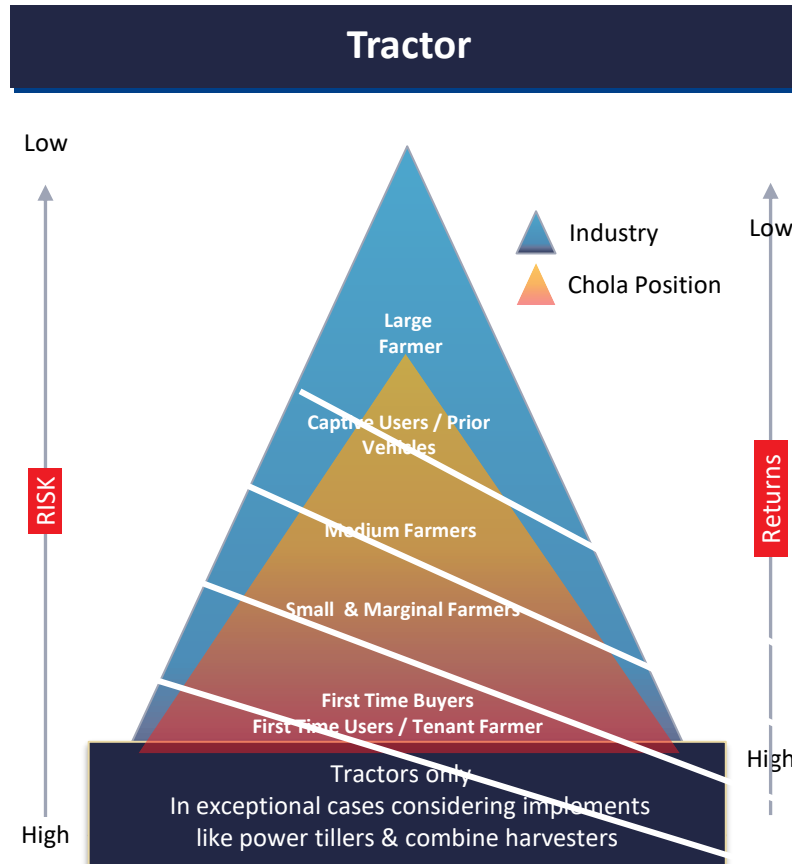 Tractor
Low
Low
Industry
Chola Position
Large
Farmer
Captive Users / Prior
Vehicles
RISK
Returns
Medium Farmers
Small & Marginal Farmers
First Time Buyers
First Time Users / Tenant Farmer
High
Tractors only
In exceptional cases considering implements
like power tillers & combine harvesters
High